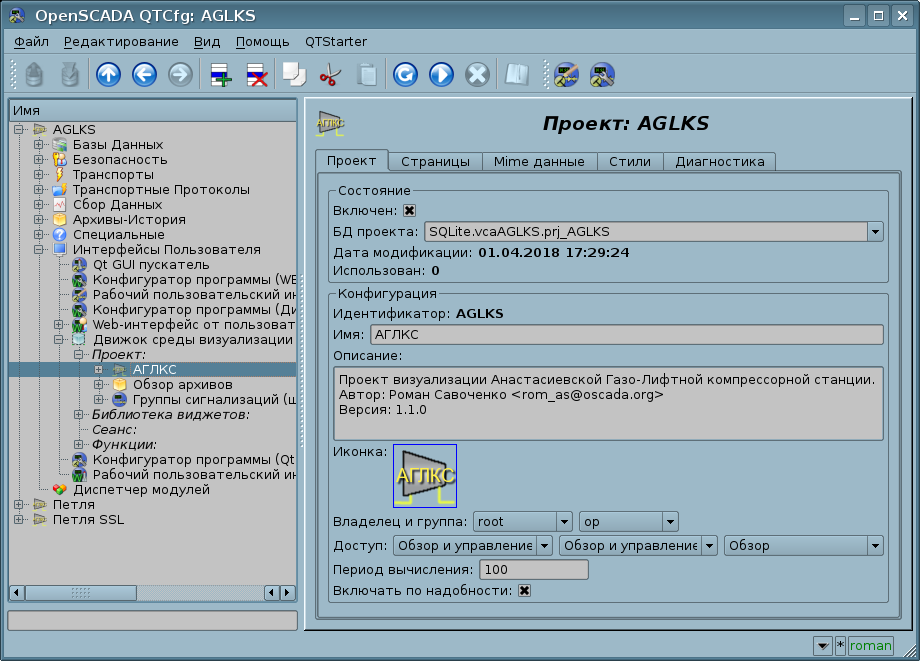 OpenSCADA QTCfg: AGLKS
Файл Редактирование Вид Помощь QTStarter
Имя
AGLKS
Базы Данных
Безопасность
Транспорты
Транспортные Протоколы
Сбор Данных
Архивы-История
Специальные
Интерфейсы Пользователя
Qt GUI пускатель
Конфигуратор программы (WE
Рабочий пользовательский ин
Конфигуратор программы (Ди
Web-интерфейс от пользоват
Движок среды визуализации
Проект:
АГЛКС
Обзор архивов
Группы сигнализаций (ш
Библиотека виджетов:
Сеанс:
Функции:
Конфигуратор программы (Qt
Рабочий пользовательский ин
Диспетчер модулей
Петля
Петля SSL
АГЛКС
Проект: AGLKS
Проект Страницы Mime данные Стили Диагностика
Состояние
Включен:
БД проекта: SQLite.vcaAGLKS.prj_AGLKS
Дата модификации: 01.04.2018 17:29:24
Использован: 0
Конфигурация
Идентификатор: AGLKS
Имя: АГЛКС
Описание:
Проект визуализации Анастасиевской Газо-Лифтной компрессорной станции.
Автор: Роман Савоченко <rom_as@oscada.org>
Версия: 1.1.0
Иконка: АГЛКС
Владелец и группа: root op
Доступ: Обзор и управление Обзор и управление Обзор
Период вычисления: 100
Включать по надобности:
* roman